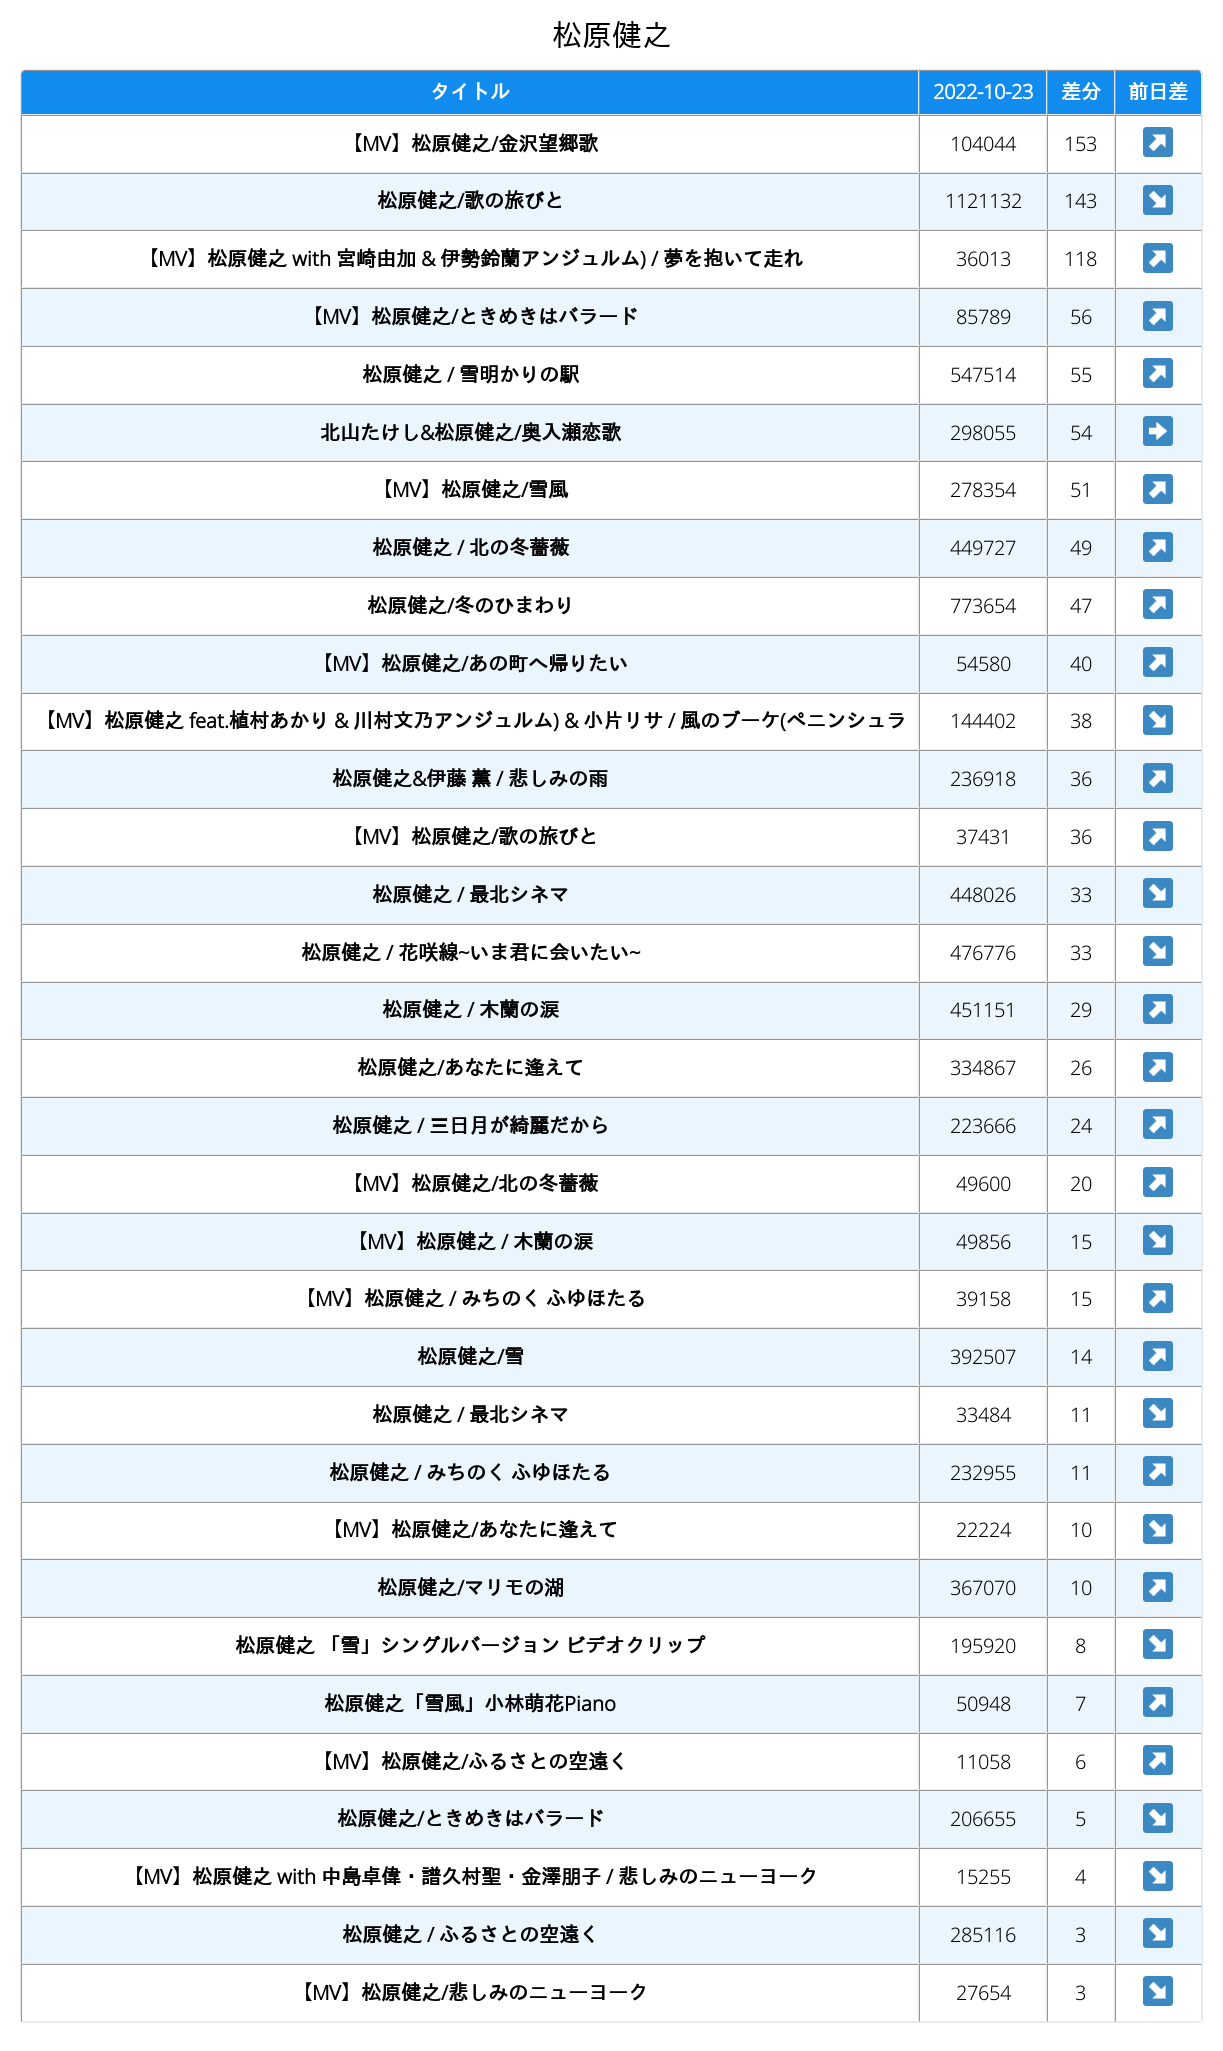 松原健之
タイトル 2022-10-23 差分 前日差
【MV】松原健之/金沢望郷歌 104044 153
松原健之/歌の旅びと 1121132 143
【MV】松原健之 with 宮崎由加 & 伊勢鈴蘭アンジュルム) / 夢を抱いて走れ 36013 118
【MV】松原健之/ときめきはバラード 85789 56
松原健之 / 雪明かりの駅 547514 55
北山たけし&松原健之/奥入瀬恋歌 298055 54
【MV】松原健之/雪風 278354 51
松原健之 / 北の冬薔薇 449727 49
松原健之/冬のひまわり 773654 47
【MV】松原健之/あの町へ帰りたい 54580 40
【MV】松原健之 feat.植村あかり & 川村文乃アンジュルム) & 小片リサ / 風のブーケ(ペニンシュラ 144402 38
松原健之&伊藤 薫 / 悲しみの雨 236918 36
【MV】松原健之/歌の旅びと 37431 36
松原健之 / 最北シネマ 448026 33
松原健之 / 花咲線~いま君に会いたい~ 476776 33
松原健之 / 木蘭の涙 451151 29
松原健之/あなたに逢えて 334867 26
松原健之 / 三日月が綺麗だから 223666 24
【MV】松原健之/北の冬薔薇 49600 20
【MV】松原健之 / 木蘭の涙 49856 15
【MV】松原健之 / みちのく ふゆほたる 39158 15
松原健之/雪 392507 14
松原健之 / 最北シネマ 33484 11
松原健之 / みちのく ふゆほたる 232955 11
【MV】松原健之/あなたに逢えて 22224 10
松原健之/マリモの湖 367070 10
松原健之 「雪」シングルバージョン ビデオクリップ 195920 8
松原健之「雪風」小林萌花Piano 50948 7
【MV】松原健之/ふるさとの空遠く 11058 6
松原健之/ときめきはバラード 206655 5
【MV】松原健之 with 中島卓偉・譜久村聖・金澤朋子 / 悲しみのニューヨーク 15255 4
松原健之 / ふるさとの空遠く 285116 3
【MV】松原健之/悲しみのニューヨーク 27654 3